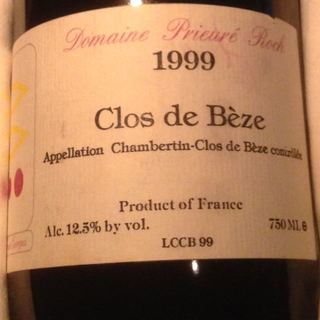 Domaine Prieuré Roch
1999
Clos de Bèze
Appellation Chambertin-Clos de Bèze contrôlée
Product of France
Alc. 12.5% by vol.
750 ML e
LCCB 99